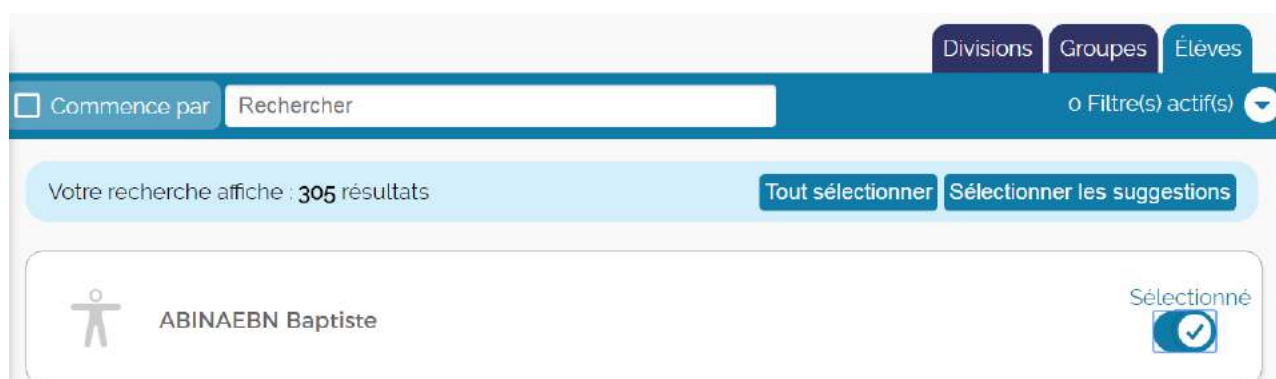 Divisions Groupes Élèves
Commence par Rechercher 0 Filtre(s) actif(s)
Votre recherche affiche : 305 résultats Tout sélectionner Sélectionner les suggestions
Sélectionné
ABINAEBN Baptiste